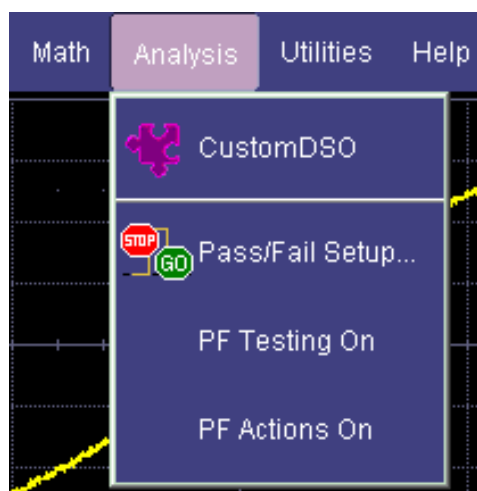 Math Analysis Utilities Help
CustomDSO
STOP
GO
Pass/Fail Setup...
PF Testing On
PF Actions On